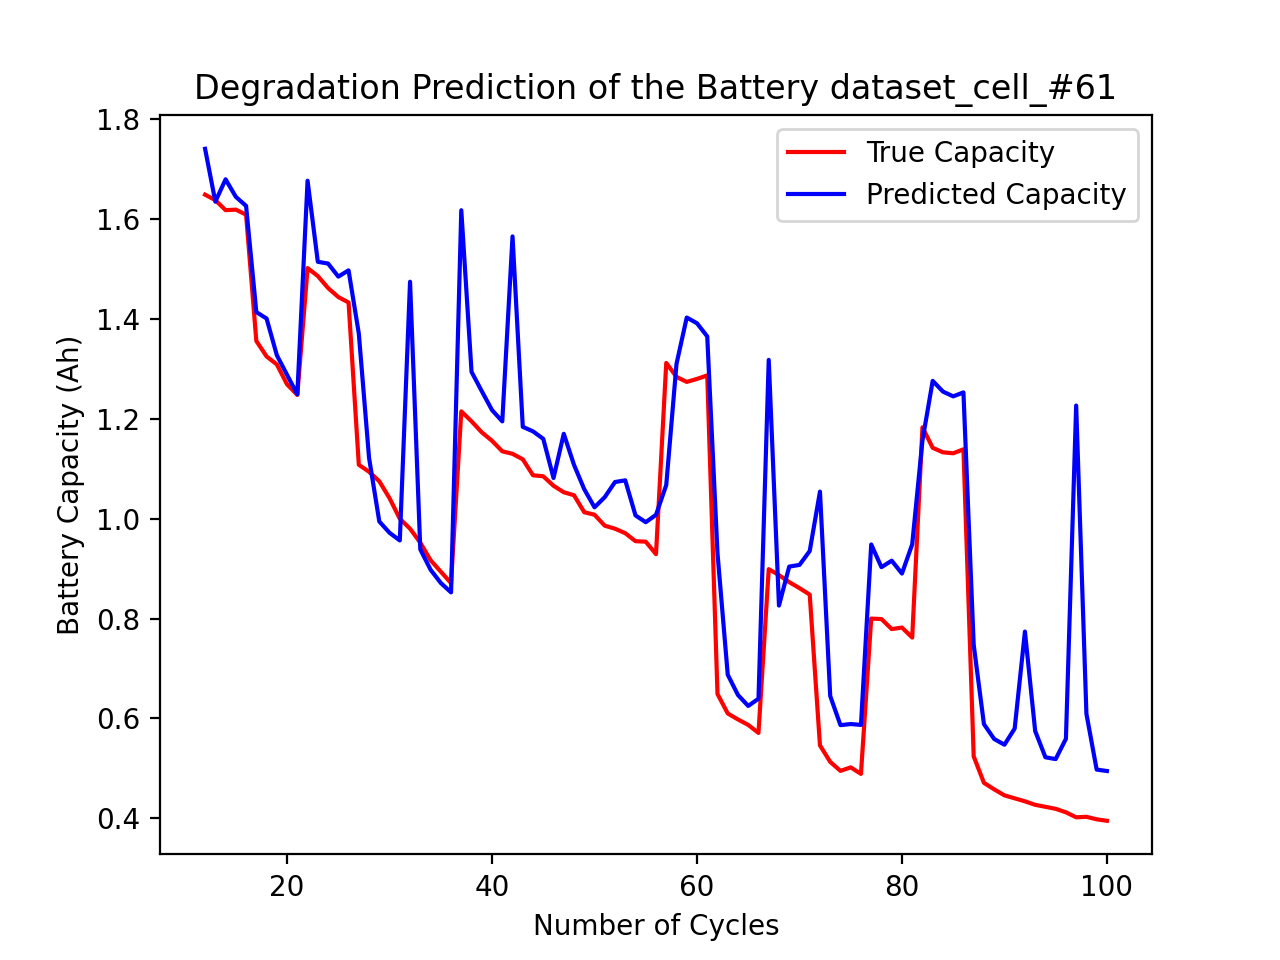 Degradation Prediction of the Battery dataset_cell_#61
True Capacity
Predicted Capacity
Battery Capacity (Ah)
1.8
1.6
1.4
1.2
1.0
0.8
0.6
0.4
20 40 60 80 100
Number of Cycles